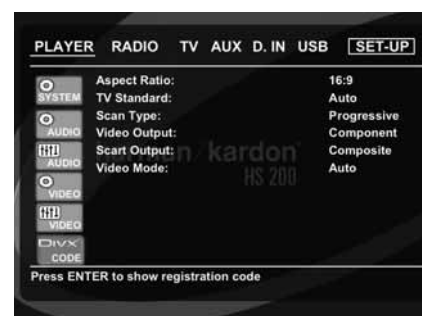 PLAYER RADIO TV AUX D. IN USB SET-UP
SYSTEM
AUDIO
AUDIO
VIDEO
VIDEO
DIVX
CODE
Aspect Ratio: 16:9
TV Standard: Auto
Scan Type: Progressive
Video Output: Component
Scart Output: Composite
Video Mode: Auto
harman/kardon
HS 200
Press ENTER to show registration code